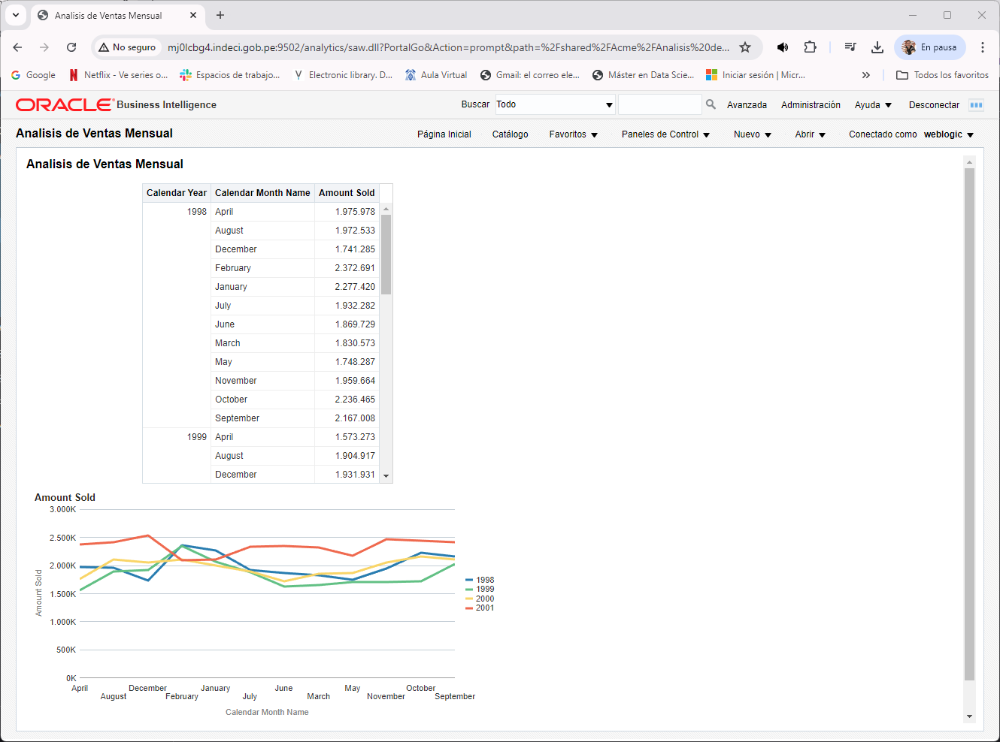 Analisis de Ventas Mensual
No seguro
mj0lcbg4.indeci.gob.pe:9502/analytics/saw.dll?PortalGo&Action=prompt&path=%2Fshared%2FAcme%2FAnalisis%20de...
En pausa
Google
Netflix - Ve series o...
Espacios de trabajo...
Electronic library. D...
Aula Virtual
Gmail: el correo ele...
Máster en Data Scie...
Iniciar sesión | Micr...
Todos los favoritos
ORACLE Business Intelligence
Buscar Todo
Avanzada
Administración
Ayuda
Desconectar
Analisis de Ventas Mensual
Página Inicial
Catálogo
Favoritos
Paneles de Control
Nuevo
Abrir
Conectado como weblogic
Analisis de Ventas Mensual
Calendar Year Calendar Month Name Amount Sold
1998 April 1.975.978
August 1.972.533
December 1.741.285
February 2.372.691
January 2.277.420
July 1.932.282
June 1.869.729
March 1.830.573
May 1.748.287
November 1.959.664
October 2.236.465
September 2.167.008
1999 April 1.573.273
August 1.904.917
December 1.931.931
Amount Sold
3.000K
2.500K
2.000K
1.500K
1.000K
500K
0K
Amount Sold
1998
1999
2000
2001
April
August
December
February
January
July
June
March
May
November
October
September
Calendar Month Name